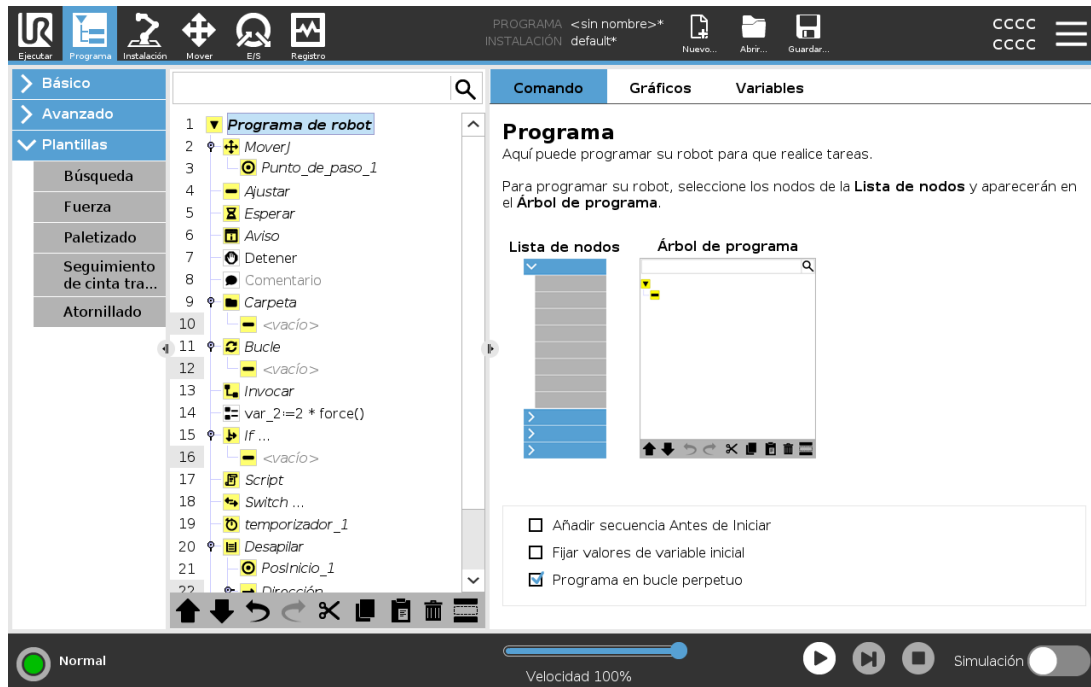 PROGRAMA <sin nombre>*
INSTALACIÓN default*
Ejecutar Programa Instalación Mover E/S Registro
Nuevo... Abrir... Guardar...
CCCC
CCCC
Básico
Avanzado
Plantillas
Búsqueda
Fuerza
Paletizado
Seguimiento
de cinta tra...
Atornillado
1 Programa de robot
2 MoverJ
3 Punto_de_paso_1
4 Ajustar
5 Esperar
6 Aviso
7 Detener
8 Comentario
9 Carpeta
10 <vacío>
11 Bucle
12 <vacío>
13 Invocar
14 var_2:=2 * force()
15 If ...
16 <vacío>
17 Script
18 Switch ...
19 temporizador_1
20 Desapilar
21 PosInicio_1
22 Dirección
Comando Gráficos Variables
Programa
Aquí puede programar su robot para que realice tareas.
Para programar su robot, seleccione los nodos de la Lista de nodos y aparecerán en
el Árbol de programa.
Lista de nodos Árbol de programa
Añadir secuencia Antes de Iniciar
Fijar valores de variable inicial
Programa en bucle perpetuo
Normal
Velocidad 100%
Simulación